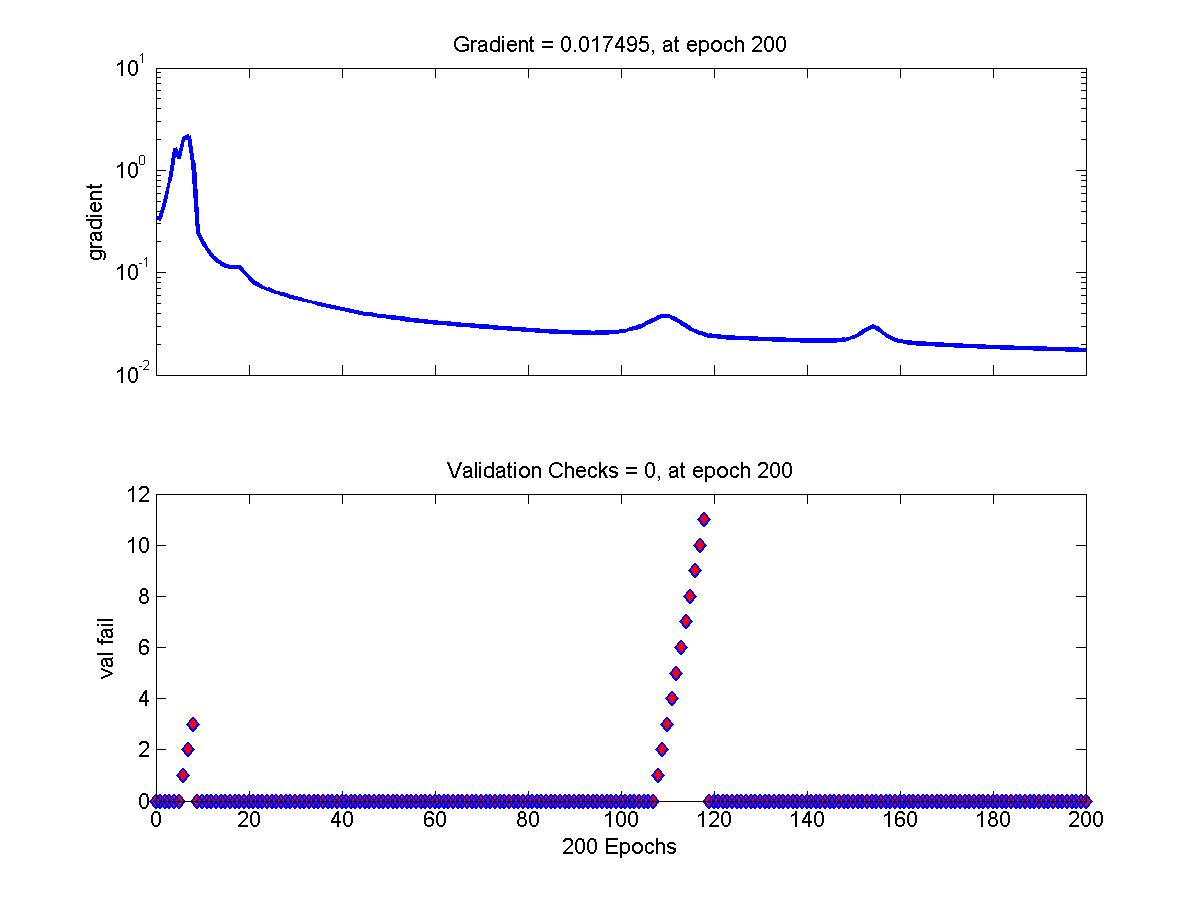 Gradient = 0.017495, at epoch 200
10^1
10^0
10^-1
10^-2
gradient
Validation Checks = 0, at epoch 200
12
10
8
6
4
2
0
val fail
0 20 40 60 80 100 120 140 160 180 200
200 Epochs